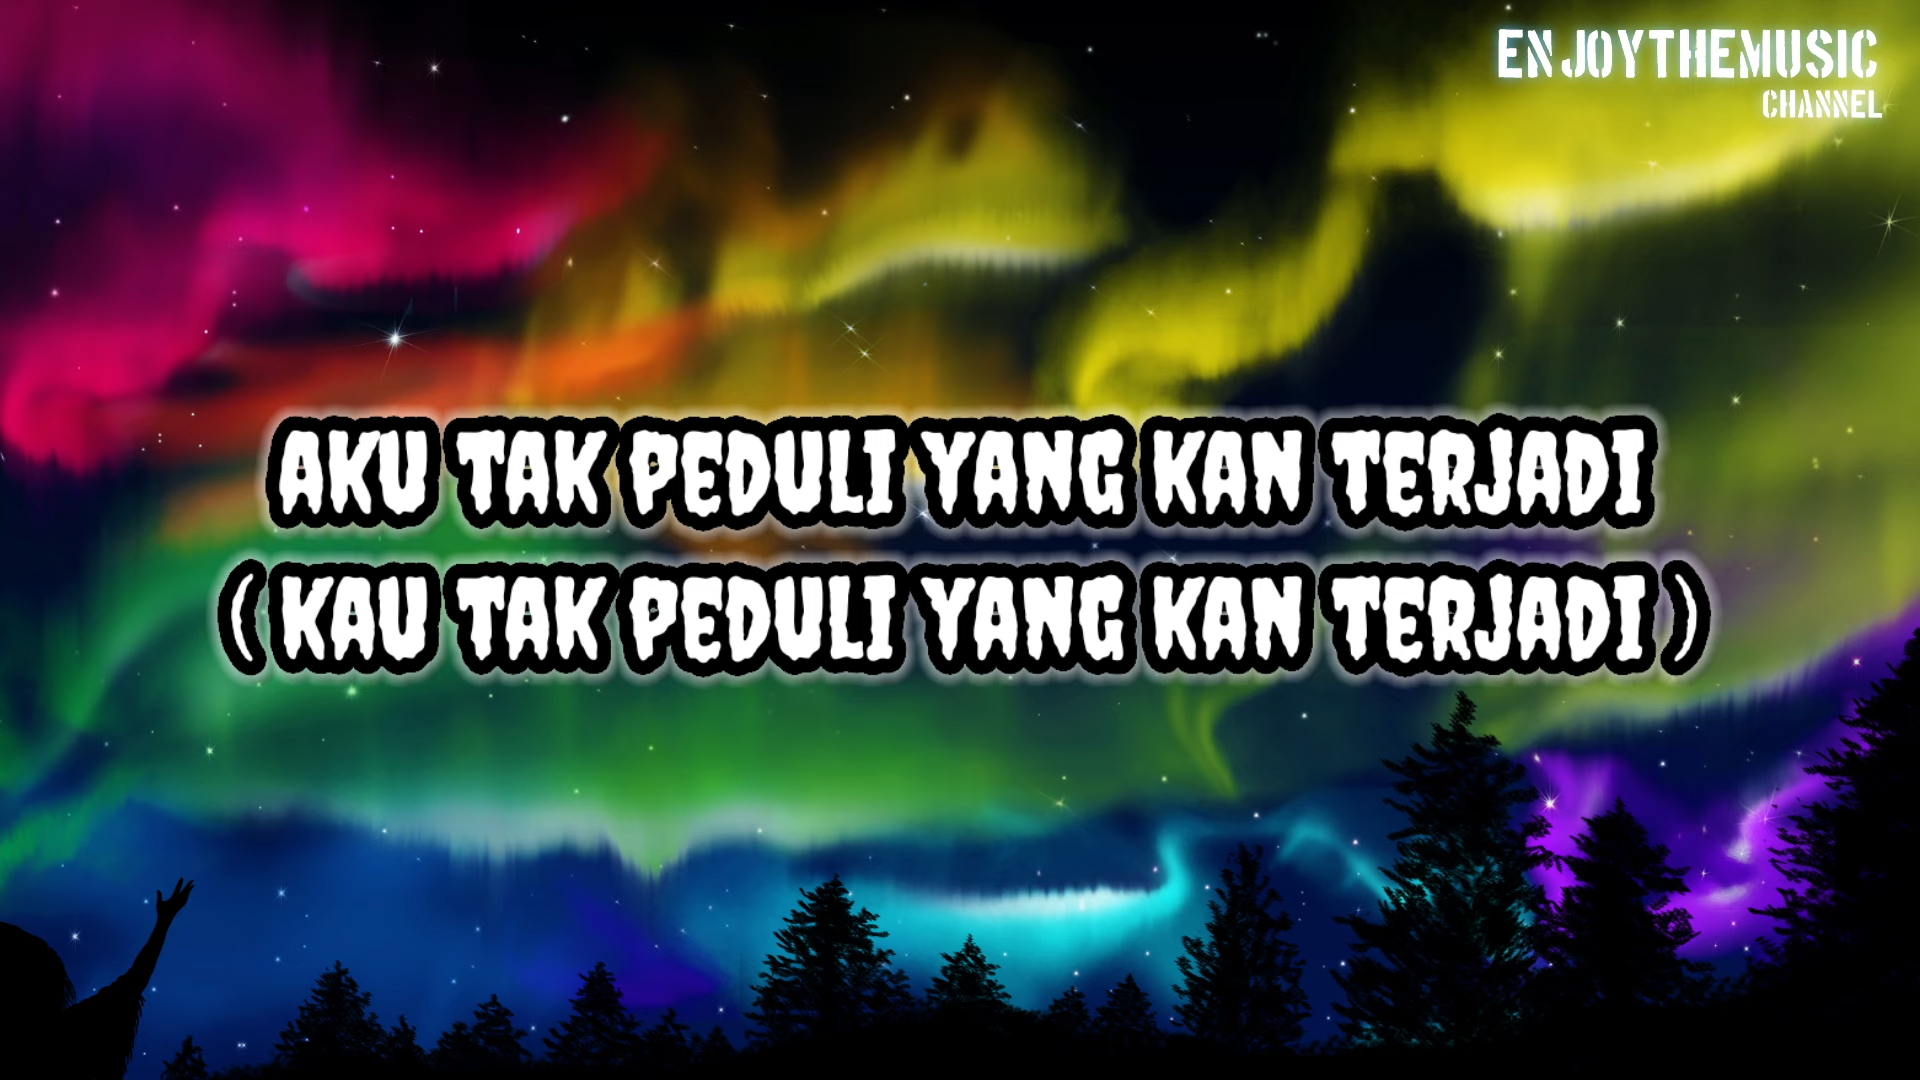 ENJOYTHEMUSIC
CHANNEL
AKU TAK PEDULI YANG KAN TERJADI
( KAU TAK PEDULI YANG KAN TERJADI )